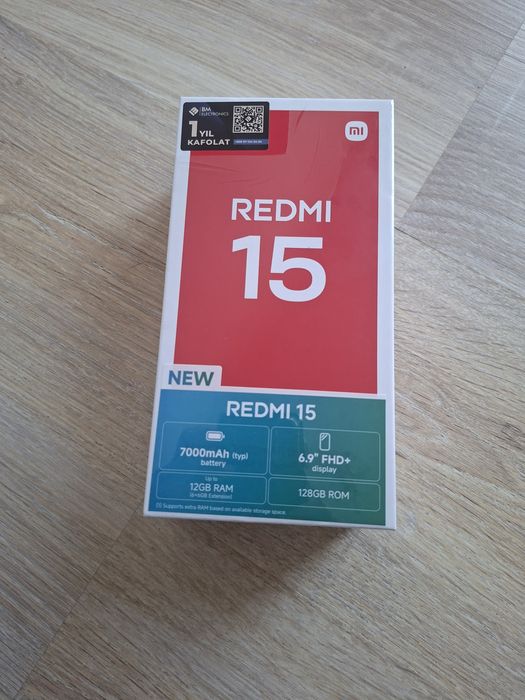 BM
ELECTRONICS
1 YIL
KAFOLAT
mi
REDMI
15
NEW
REDMI 15
7000mAh (typ)
battery
6.9" FHD+
display
Up to
12GB RAM
(6+6GB Extension)
128GB ROM
Supports extra RAM based on available storage space.